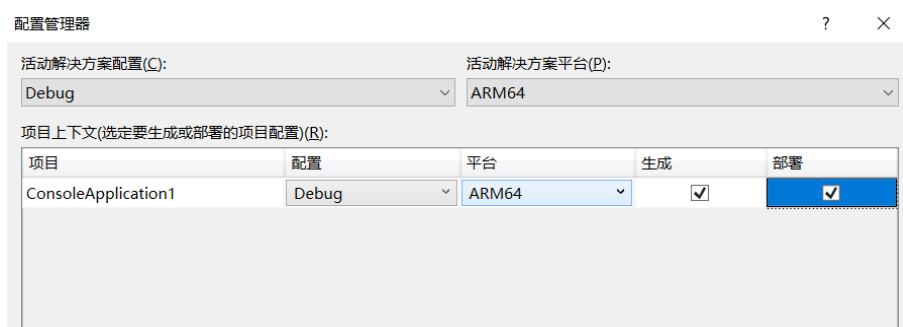 配置管理器
活动解决方案配置(C):
活动解决方案平台(P):
Debug
ARM64
项目上下文(选定要生成或部署的项目配置)(R):
项目 配置 平台 生成 部署
ConsoleApplication1 Debug ARM64